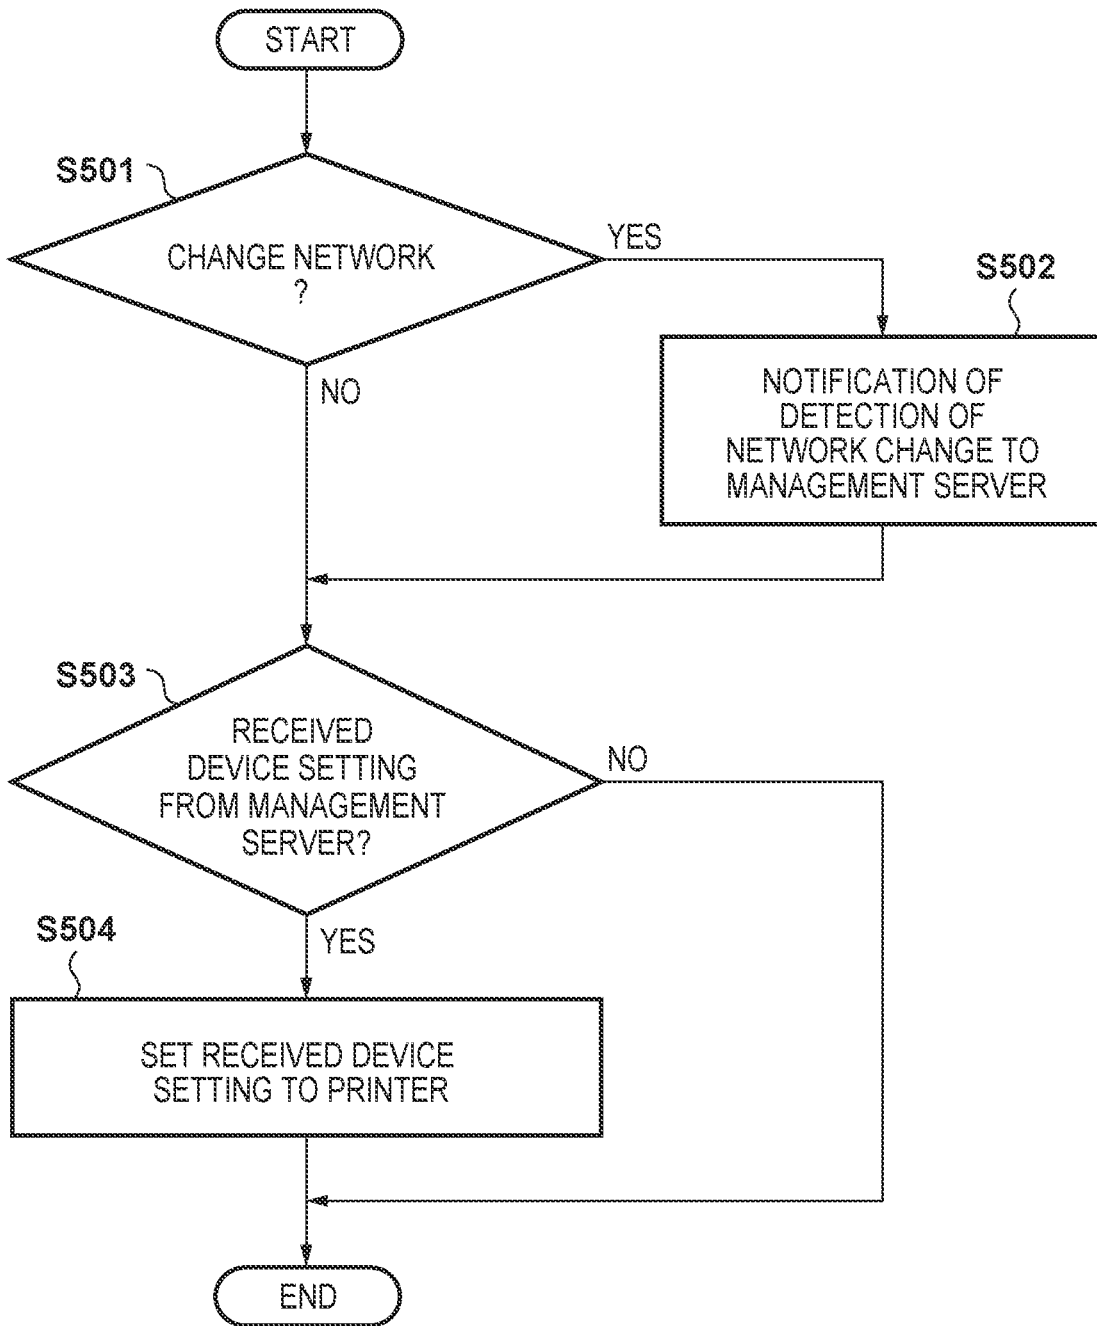 START
S501
CHANGE NETWORK
?
YES
NO
S502
NOTIFICATION OF
DETECTION OF
NETWORK CHANGE TO
MANAGEMENT SERVER
S503
RECEIVED
DEVICE SETTING
FROM MANAGEMENT
SERVER?
NO
YES
S504
SET RECEIVED DEVICE
SETTING TO PRINTER
END